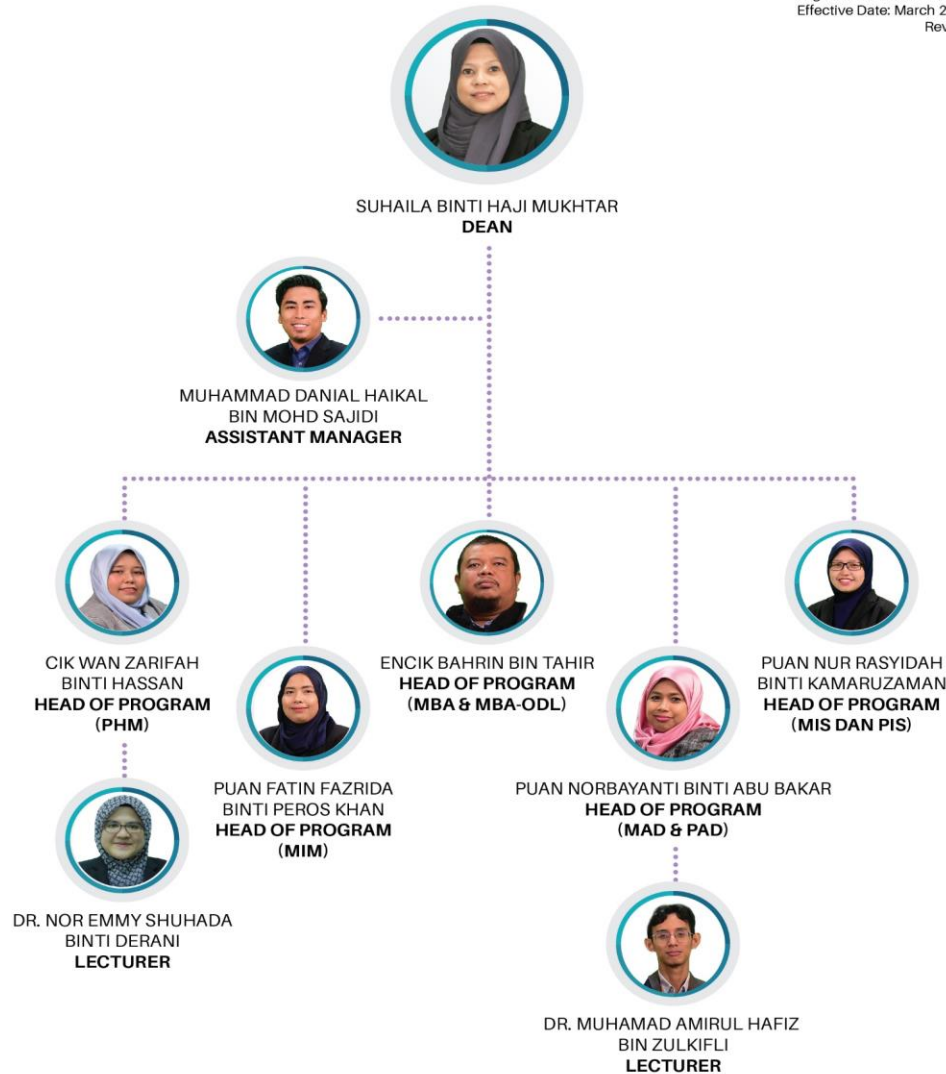 Effective Date: March 2
Rev
SUHAILA BINTI HAJI MUKHTAR
DEAN
MUHAMMAD DANIAL HAIKAL
BIN MOHD SAJIDI
ASSISTANT MANAGER
CIK WAN ZARIFAH
BINTI HASSAN
HEAD OF PROGRAM
(PHM)
PUAN FATIN FAZRIDA
BINTI PEROS KHAN
HEAD OF PROGRAM
(MIM)
ENCIK BAHRIN BIN TAHIR
HEAD OF PROGRAM
(MBA & MBA-ODL)
PUAN NORBAYANTI BINTI ABU BAKAR
HEAD OF PROGRAM
(MAD & PAD)
PUAN NUR RASYIDAH
BINTI KAMARUZAMAN
HEAD OF PROGRAM
(MIS DAN PIS)
DR. NOR EMMY SHUHADA
BINTI DERANI
LECTURER
DR. MUHAMAD AMIRUL HAFIZ
BIN ZULKIFLI
LECTURER